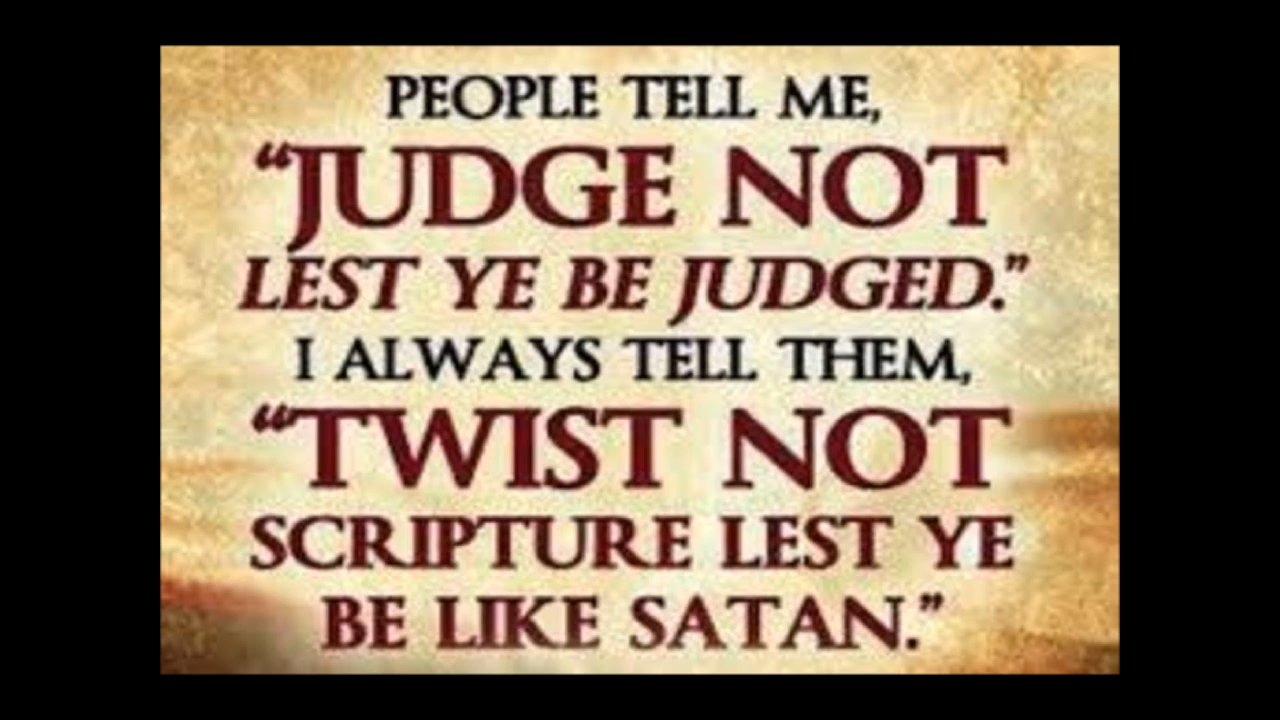 PEOPLE TELL ME,
“JUDGE NOT
LEST YE BE JUDGED.”
I ALWAYS TELL THEM,
“TWIST NOT
SCRIPTURE LEST YE
BE LIKE SATAN.”